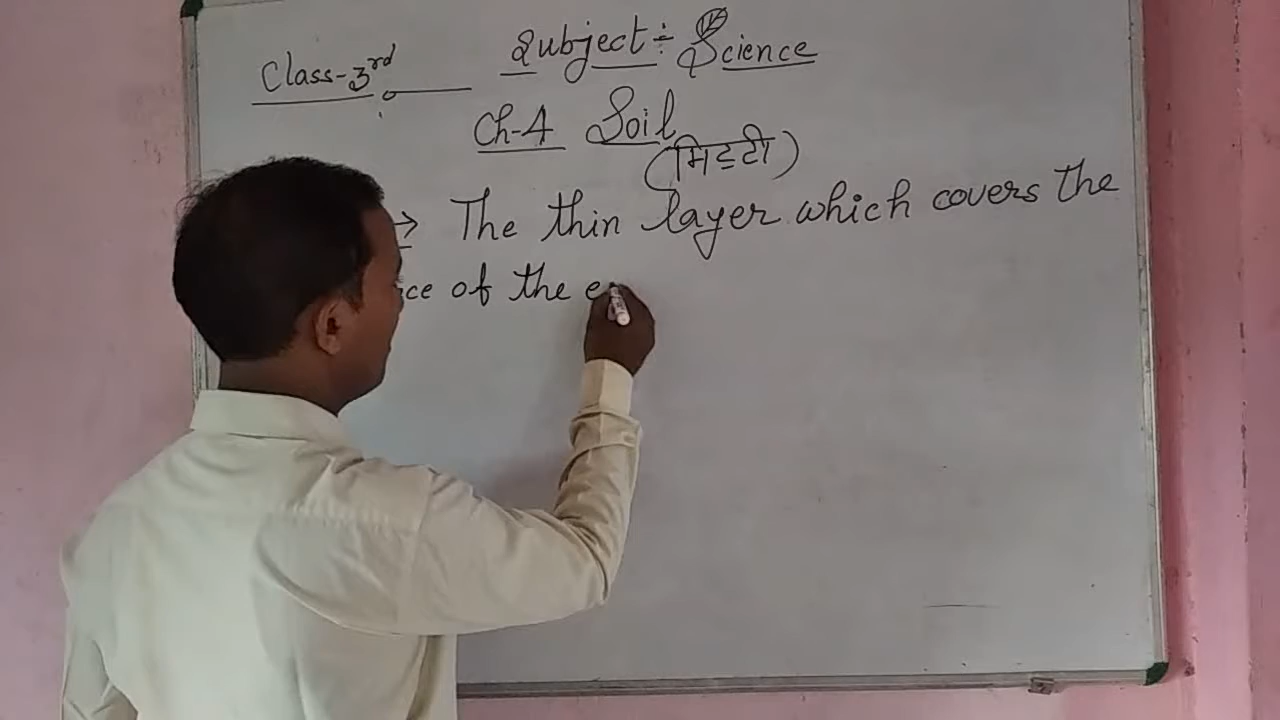 Class-3rd
Subject÷ Science
Ch-4 Soil
(मिट्टी)
→ The thin layer which covers the
ce of the e